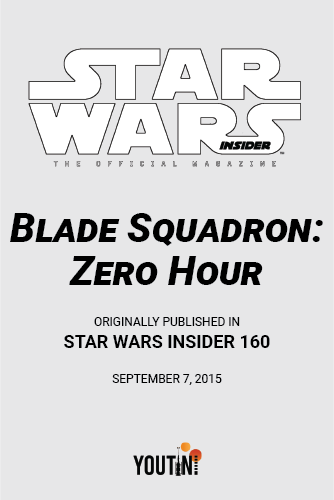 STAR
WARS
INSIDER
™
THE OFFICIAL MAGAZINE
BLADE SQUADRON:
ZERO HOUR
ORIGINALLY PUBLISHED IN
STAR WARS INSIDER 160
SEPTEMBER 7, 2015
YOUTINI